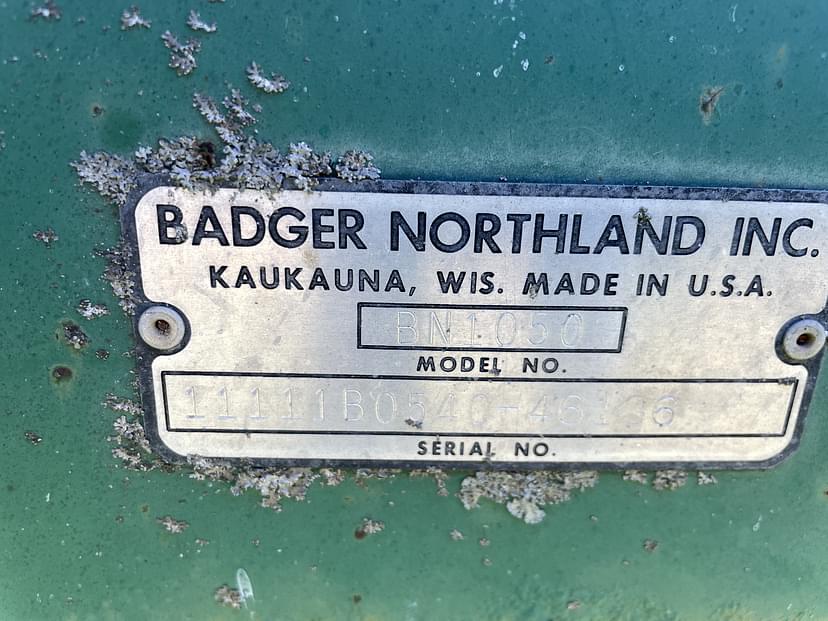 BADGER NORTHLAND INC.
KAUKAUNA, WIS. MADE IN U.S.A.
BN1050
MODEL NO.
SERIAL NO.